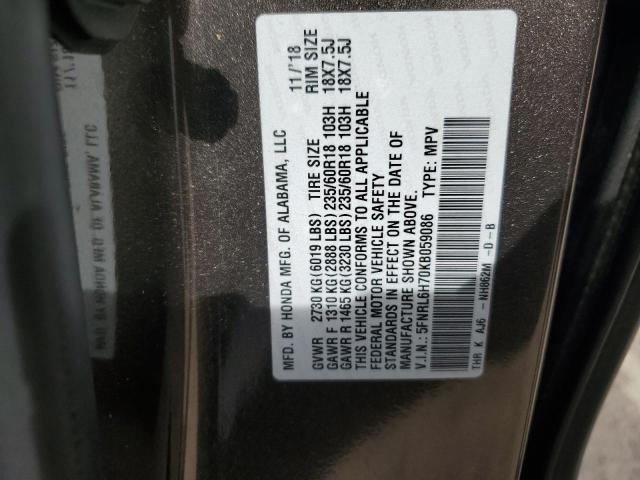 MFD. BY HONDA MFG. OF ALABAMA, LLC 11/'18
GVWR 2730 KG(6019 LBS) TIRE SIZE RIM SIZE
GAWR F 1310 KG(2888 LBS) 235/60R18 103H 18X7.5J
GAWR R 1465 KG(3230 LBS) 235/60R18 103H 18X7.5J
THIS VEHICLE CONFORMS TO ALL APPLICABLE
FEDERAL MOTOR VEHICLE SAFETY
STANDARDS IN EFFECT ON THE DATE OF
MANUFACTURE SHOWN ABOVE.
V.I.N.: 5FNRL6H70KB059086 TYPE: MPV
THR K AJ6 - NH862M -D-B